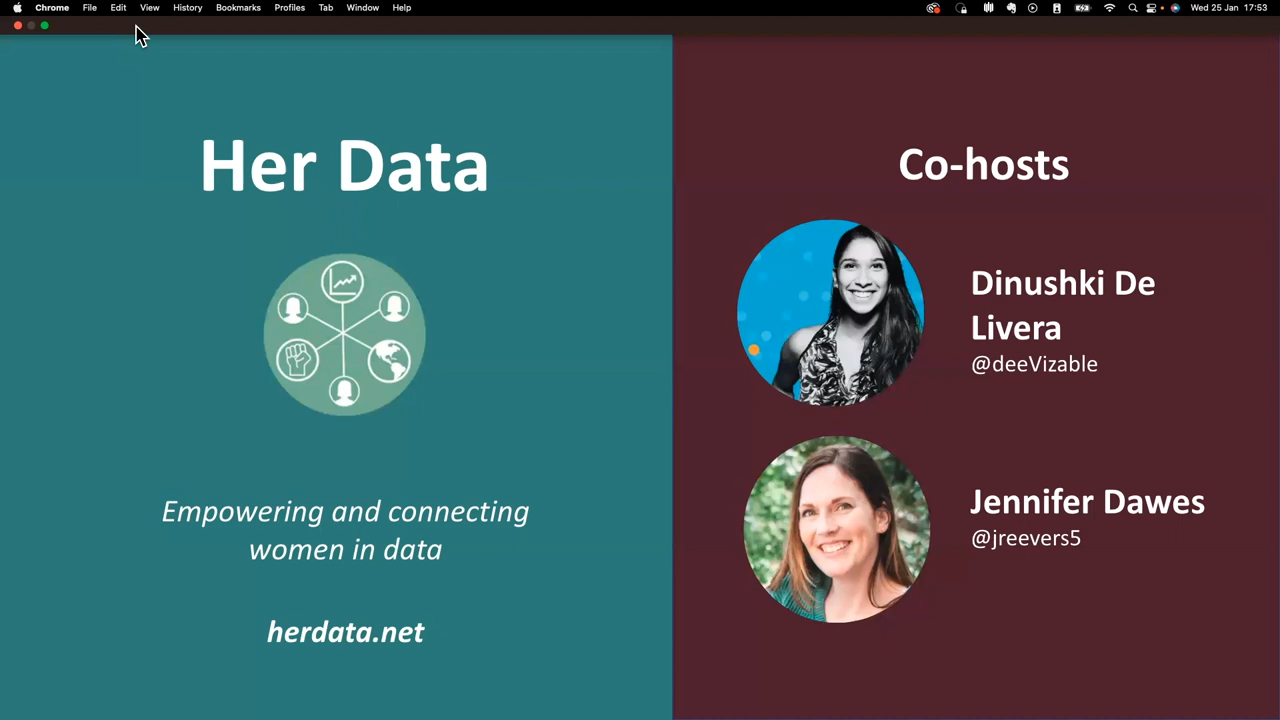 Chrome File Edit View History Bookmarks Profiles Tab Window Help Wed 25 Jan 17:53
Her Data
Empowering and connecting
women in data
herdata.net
Co-hosts
Dinushki De
Livera
@deeVizable
Jennifer Dawes
@jreevers5